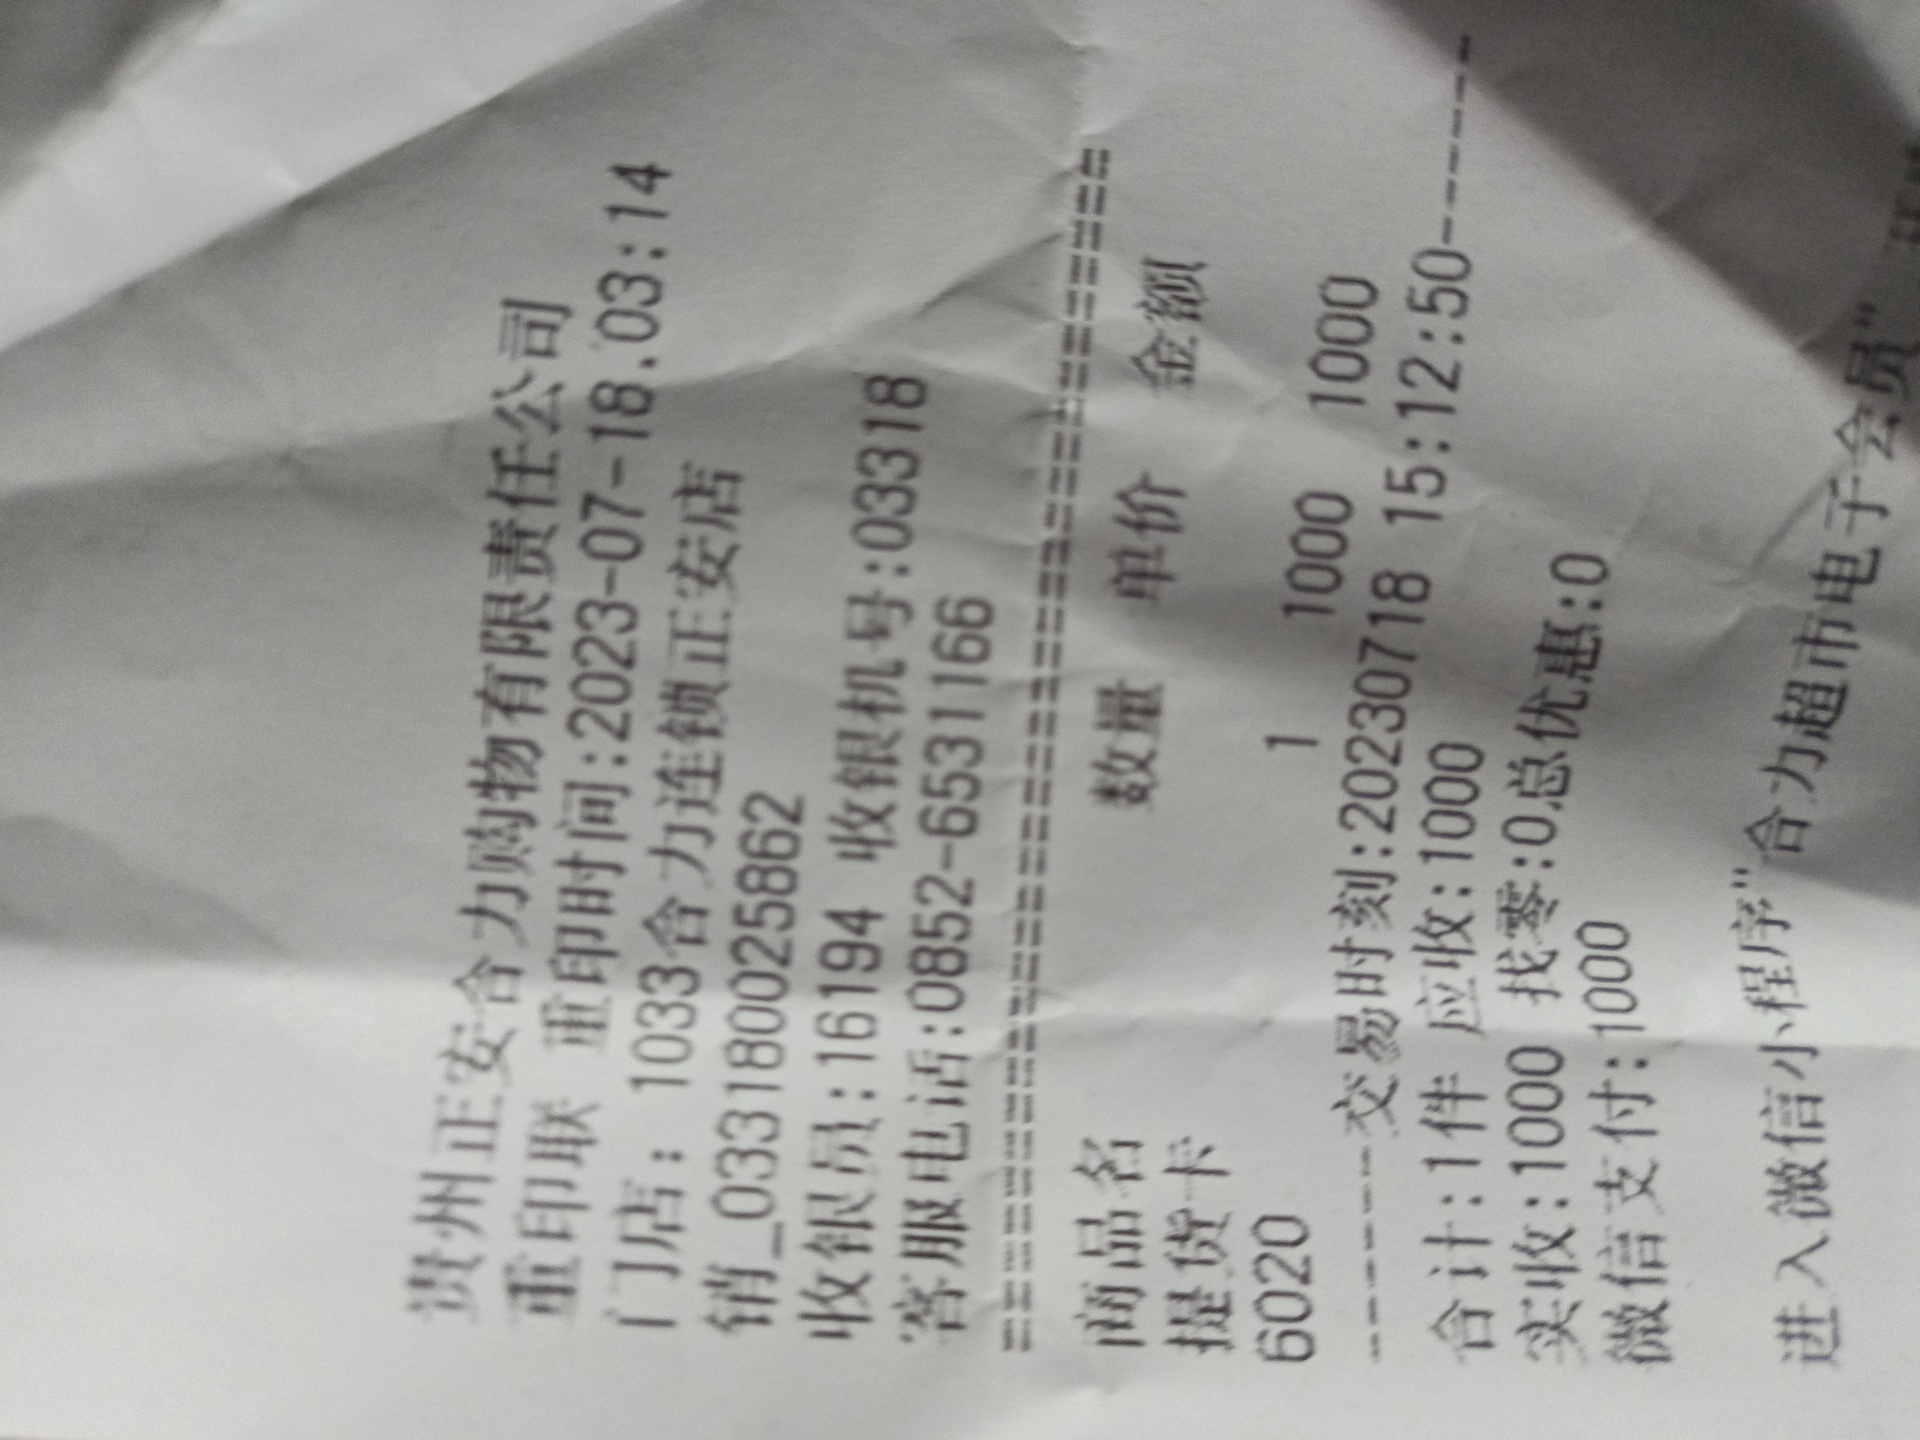 贵州正安合力购物有限责任公司
重印联 重印时间:2023-07-18.03:14
门店: 1033合力连锁正安店
销_03318002​5862
收银员:16194 收银机号:03318
客服电话:0852-6531166
==========================================
商品名 数量 单价 金额
提货卡
6020 1 1000 1000
--------交易时刻:20230718 15:12:50-------
合计:1件 应收:1000
实收:1000 找零:0总优惠:0
微信支付:1000
进入微信小程序"合力超市电子会员"